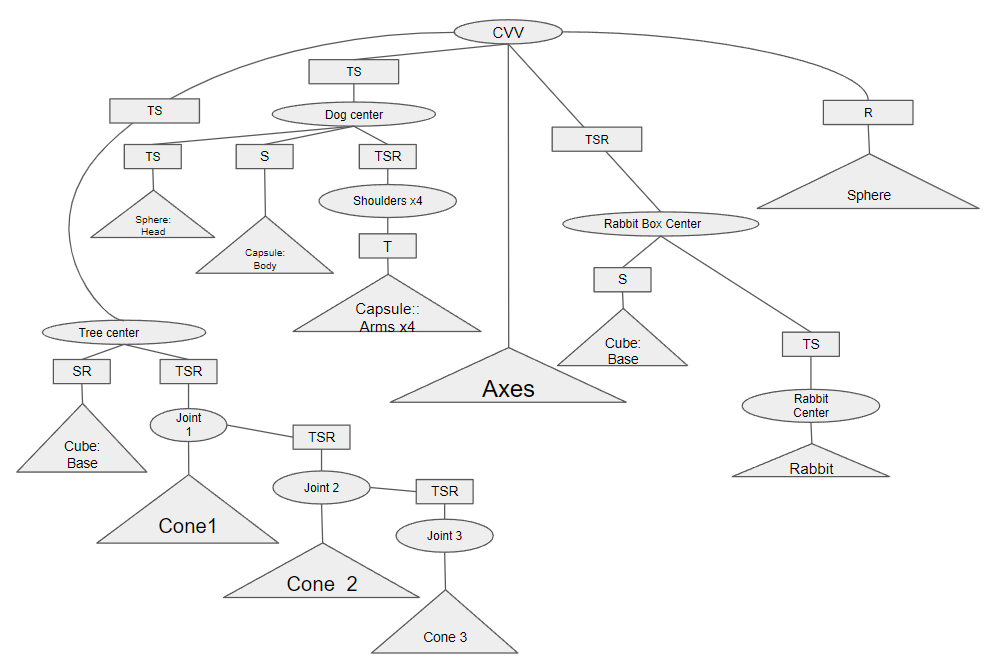 CVV
TS
TS
Dog center
R
TSR
TS
S
TSR
Sphere
Shoulders x4
Sphere:
Head
Rabbit Box Center
T
Capsule:
Body
S
Capsule::
Arms x4
Tree center
TS
Cube:
Base
SR
TSR
Axes
Rabbit
Center
Joint
1
TSR
Cube:
Base
Rabbit
Joint 2
TSR
Cone1
Joint 3
Cone 2
Cone 3